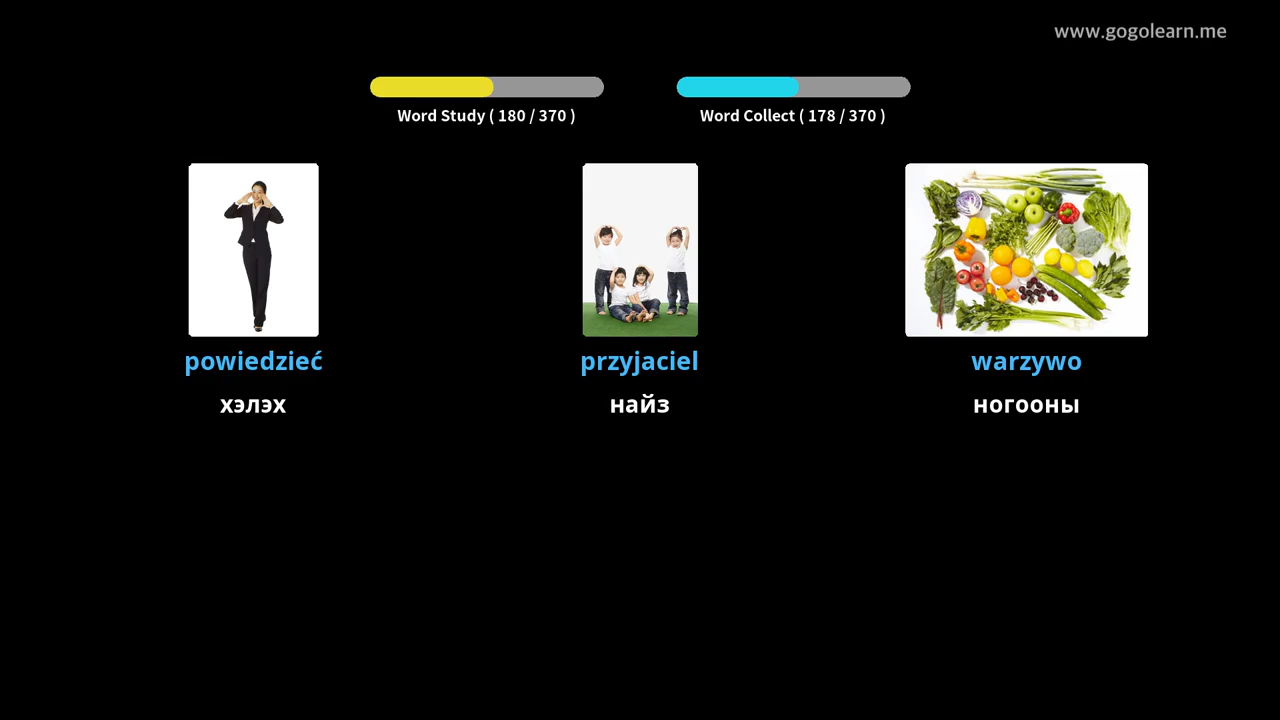 www.gogolearn.me
Word Study ( 180 / 370 )
Word Collect ( 178 / 370 )
powiedzieć
хэлэх
przyjaciel
найз
warzywo
ногооны